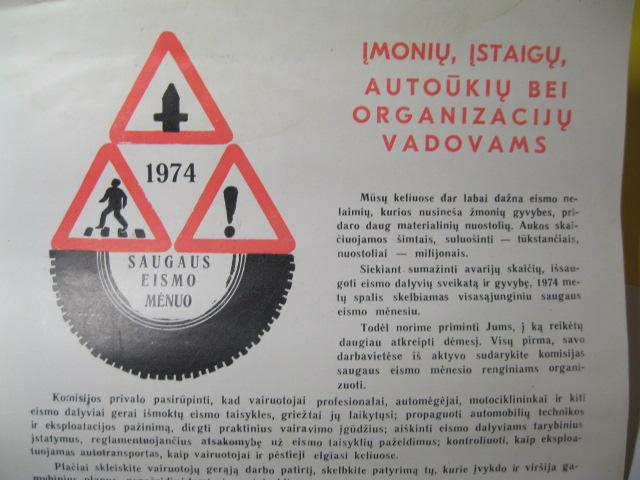 ĮMONIŲ, ĮSTAIGŲ,
AUTOŪKIŲ BEI
ORGANIZACIJŲ
VADOVAMS
1974
SAUGAUS
EISMO
MĖNUO
Mūsų keliuose dar labai dažna eismo ne-
laimių, kurios nusineša žmonių gyvybes, pri-
daro daug materialinių nuostolių. Aukos skai-
čiuojamos šimtais, suluošinti — tūkstančiais,
nuostoliai — milijonais.
Siekiant sumažinti avarijų skaičių, išsau-
goti eismo dalyvių sveikatą ir gyvybę, 1974 me-
tų spalis skelbiamas visasąjunginiu saugaus
eismo mėnesiu.
Todėl norime priminti Jums, į ką reikėtų
daugiau atkreipti dėmesį. Visų pirma, savo
darbavietėse iš aktyvo sudarykite komisijas
saugaus eismo mėnesio renginiams organi-
zuoti.
Komisijos privalo pasirūpinti, kad vairuotojai profesionalai, automėgėjai, motociklininkai ir kiti
eismo dalyviai gerai išmoktų eismo taisykles, griežtai jų laikytųsi; propaguoti automobilių technikos
ir eksploatacijos pažinimą, diegti praktinius vairavimo įgūdžius; aiškinti eismo dalyviams tarybinius
įstatymus, reglamentuojančius atsakomybę už eismo taisyklių pažeidimus; kontroliuoti, kaip eksploa-
tuojamas autotransportas, kaip vairuotojai ir pėstieji elgiasi keliuose.
Plačiai skleiskite vairuotojų gerąją darbo patirtį, skelbkite patyrimą tų, kurie įvykdo ir viršija ga-